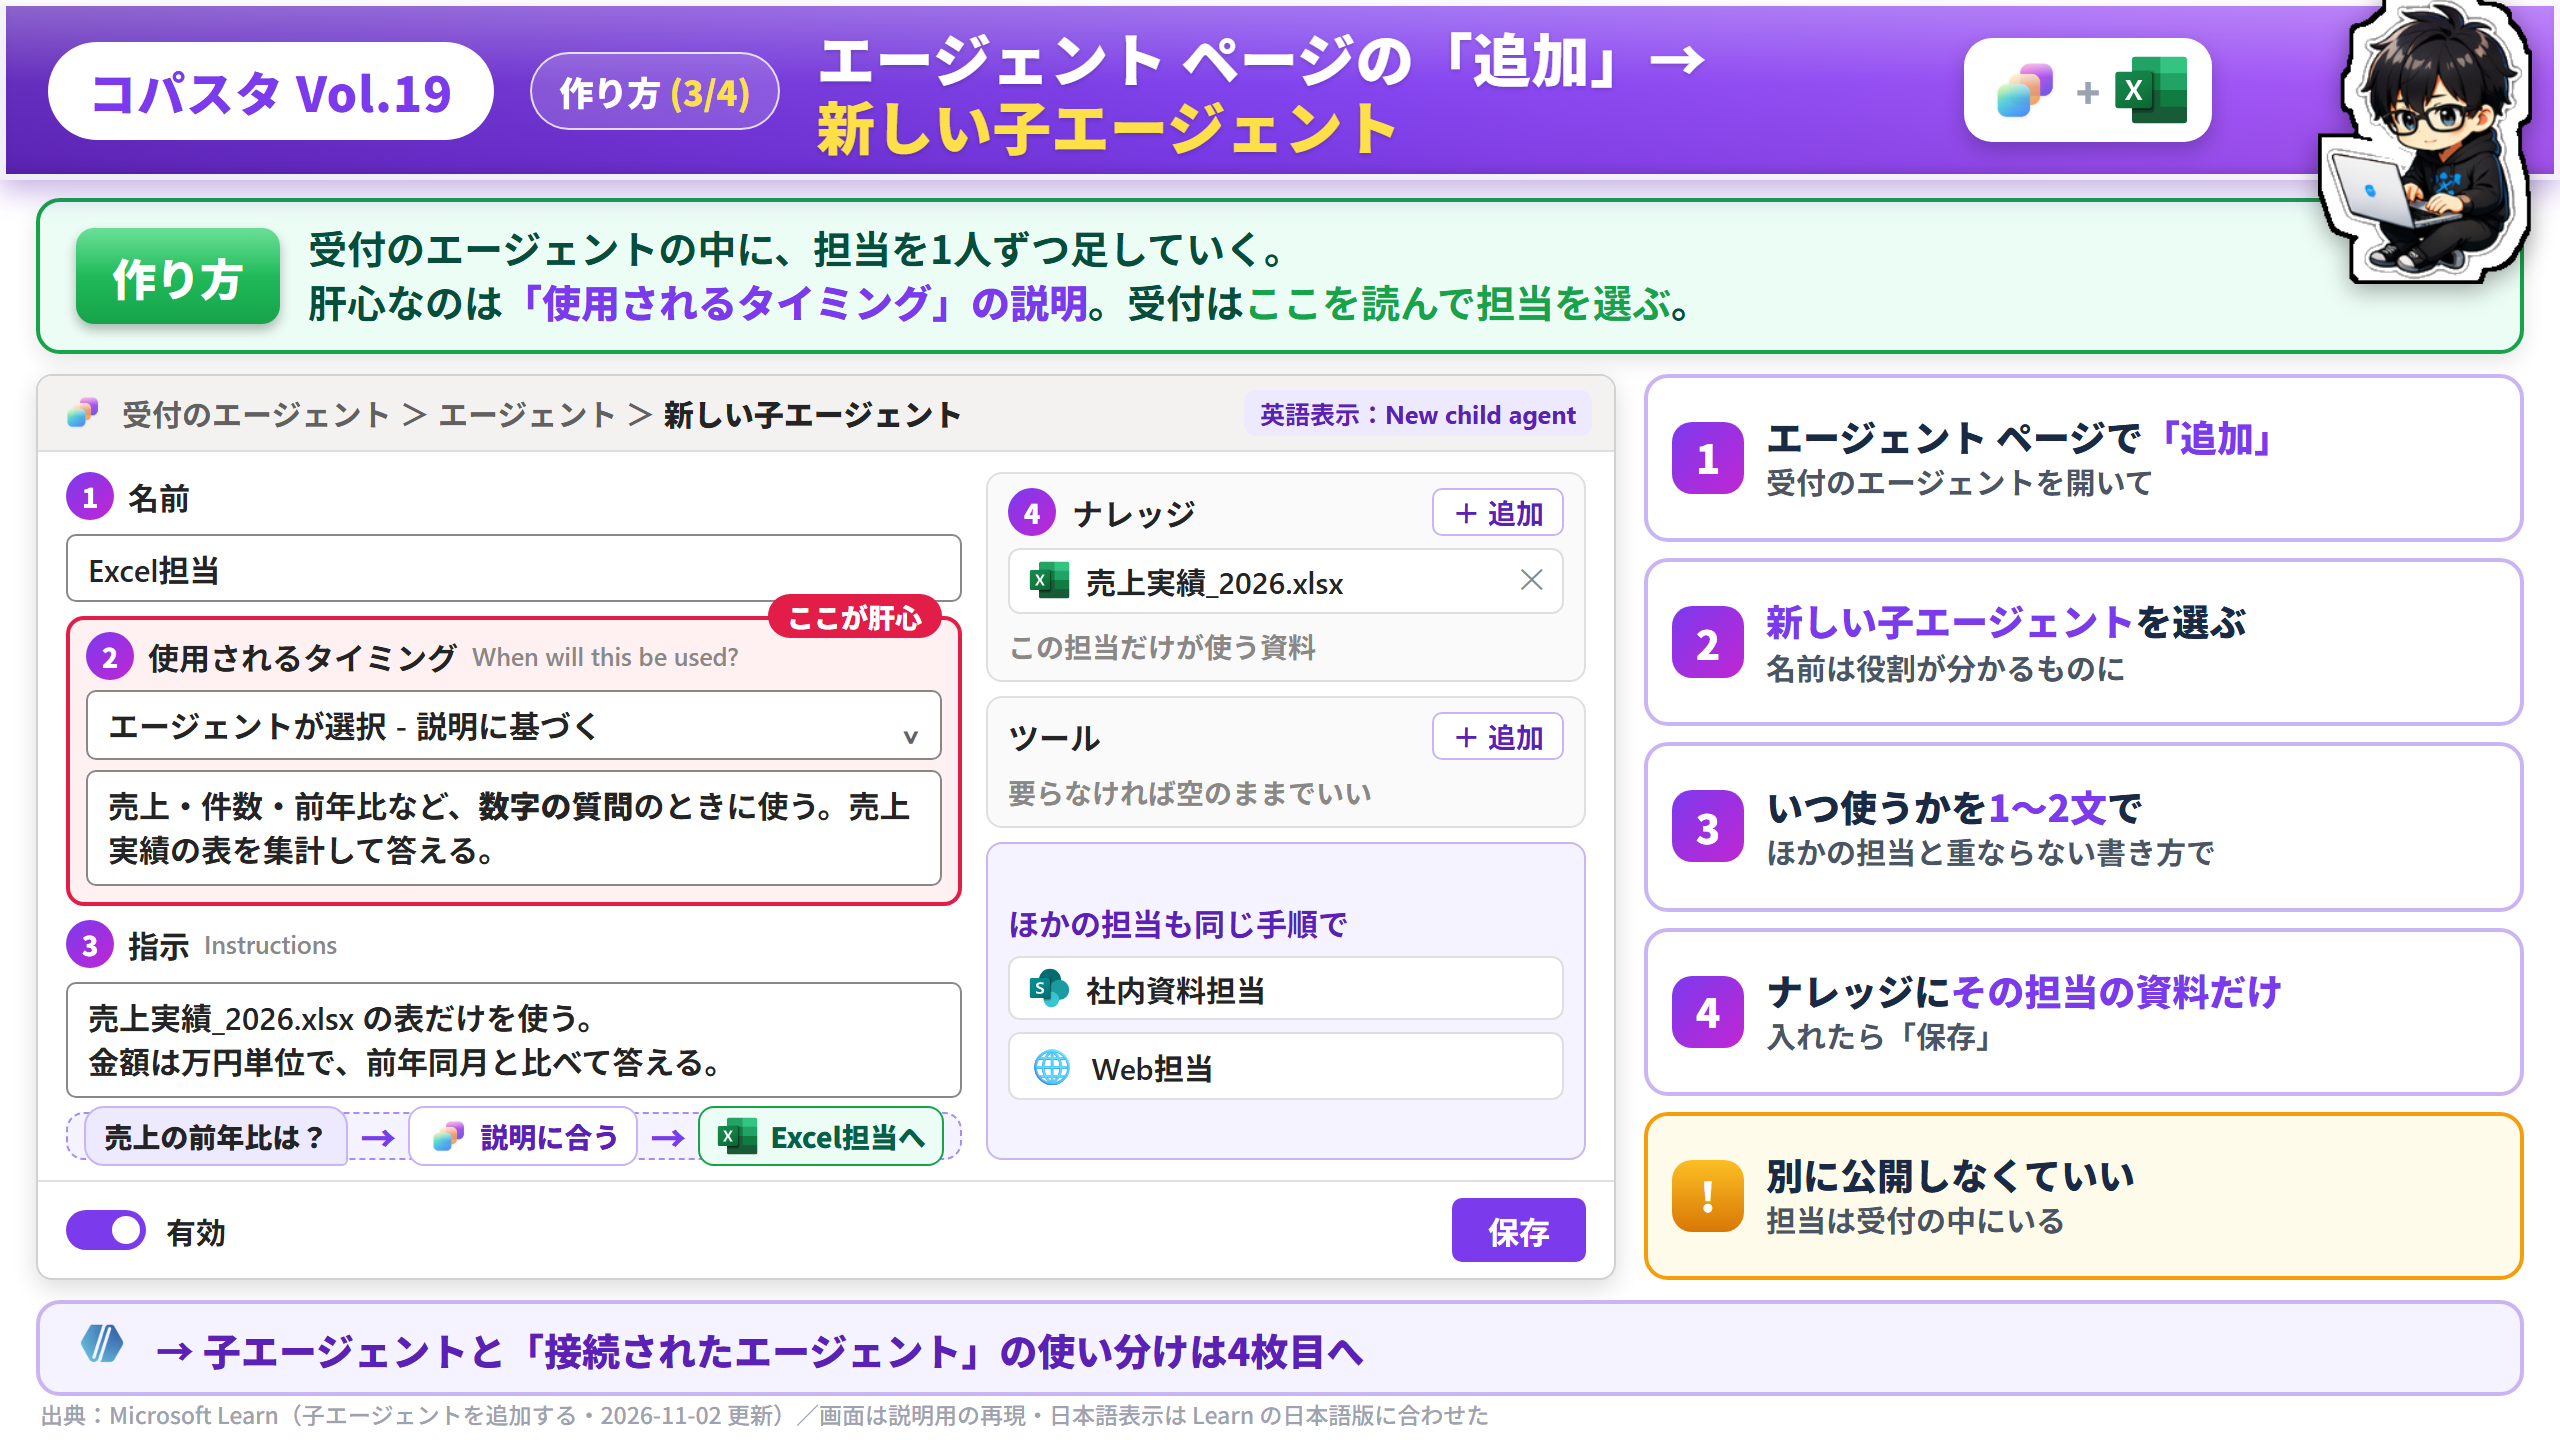 コパスタ Vol.19
作り方 (3/4)
エージェント ページの「追加」→
新しい子エージェント
+
X
作り方
受付のエージェントの中に、担当を1人ずつ足していく。
肝心なのは「使用されるタイミング」の説明。受付はここを読んで担当を選ぶ。
受付のエージェント > エージェント > 新しい子エージェント
英語表示：New child agent
1 名前
Excel担当
ここが肝心
2 使用されるタイミング When will this be used?
エージェントが選択 - 説明に基づく
売上・件数・前年比など、数字の質問のときに使う。売上
実績の表を集計して答える。
3 指示 Instructions
売上実績_2026.xlsx の表だけを使う。
金額は万円単位で、前年同月と比べて答える。
売上の前年比は？ → 説明に合う → X Excel担当へ
有効
4 ナレッジ
＋ 追加
X 売上実績_2026.xlsx ×
この担当だけが使う資料
ツール
＋ 追加
要らなければ空のままでいい
ほかの担当も同じ手順で
S 社内資料担当
Web担当
保存
1 エージェント ページで「追加」
受付のエージェントを開いて
2 新しい子エージェントを選ぶ
名前は役割が分かるものに
3 いつ使うかを1〜2文で
ほかの担当と重ならない書き方で
4 ナレッジにその担当の資料だけ
入れたら「保存」
! 別に公開しなくていい
担当は受付の中にいる
→ 子エージェントと「接続されたエージェント」の使い分けは4枚目へ
出典：Microsoft Learn（子エージェントを追加する・2026-11-02 更新）／画面は説明用の再現・日本語表示は Learn の日本語版に合わせた